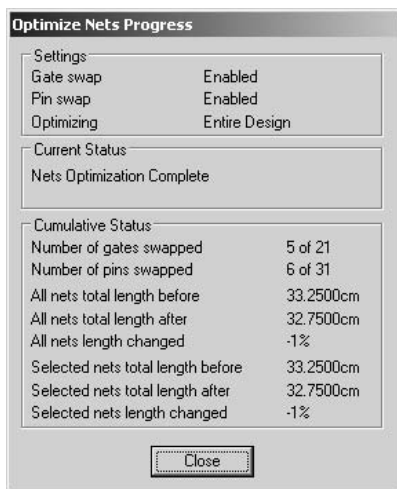 Optimize Nets Progress
Settings
Gate swap Enabled
Pin swap Enabled
Optimizing Entire Design
Current Status
Nets Optimization Complete
Cumulative Status
Number of gates swapped 5 of 21
Number of pins swapped 6 of 31
All nets total length before 33.2500cm
All nets total length after 32.7500cm
All nets length changed -1%
Selected nets total length before 33.2500cm
Selected nets total length after 32.7500cm
Selected nets length changed -1%
Close